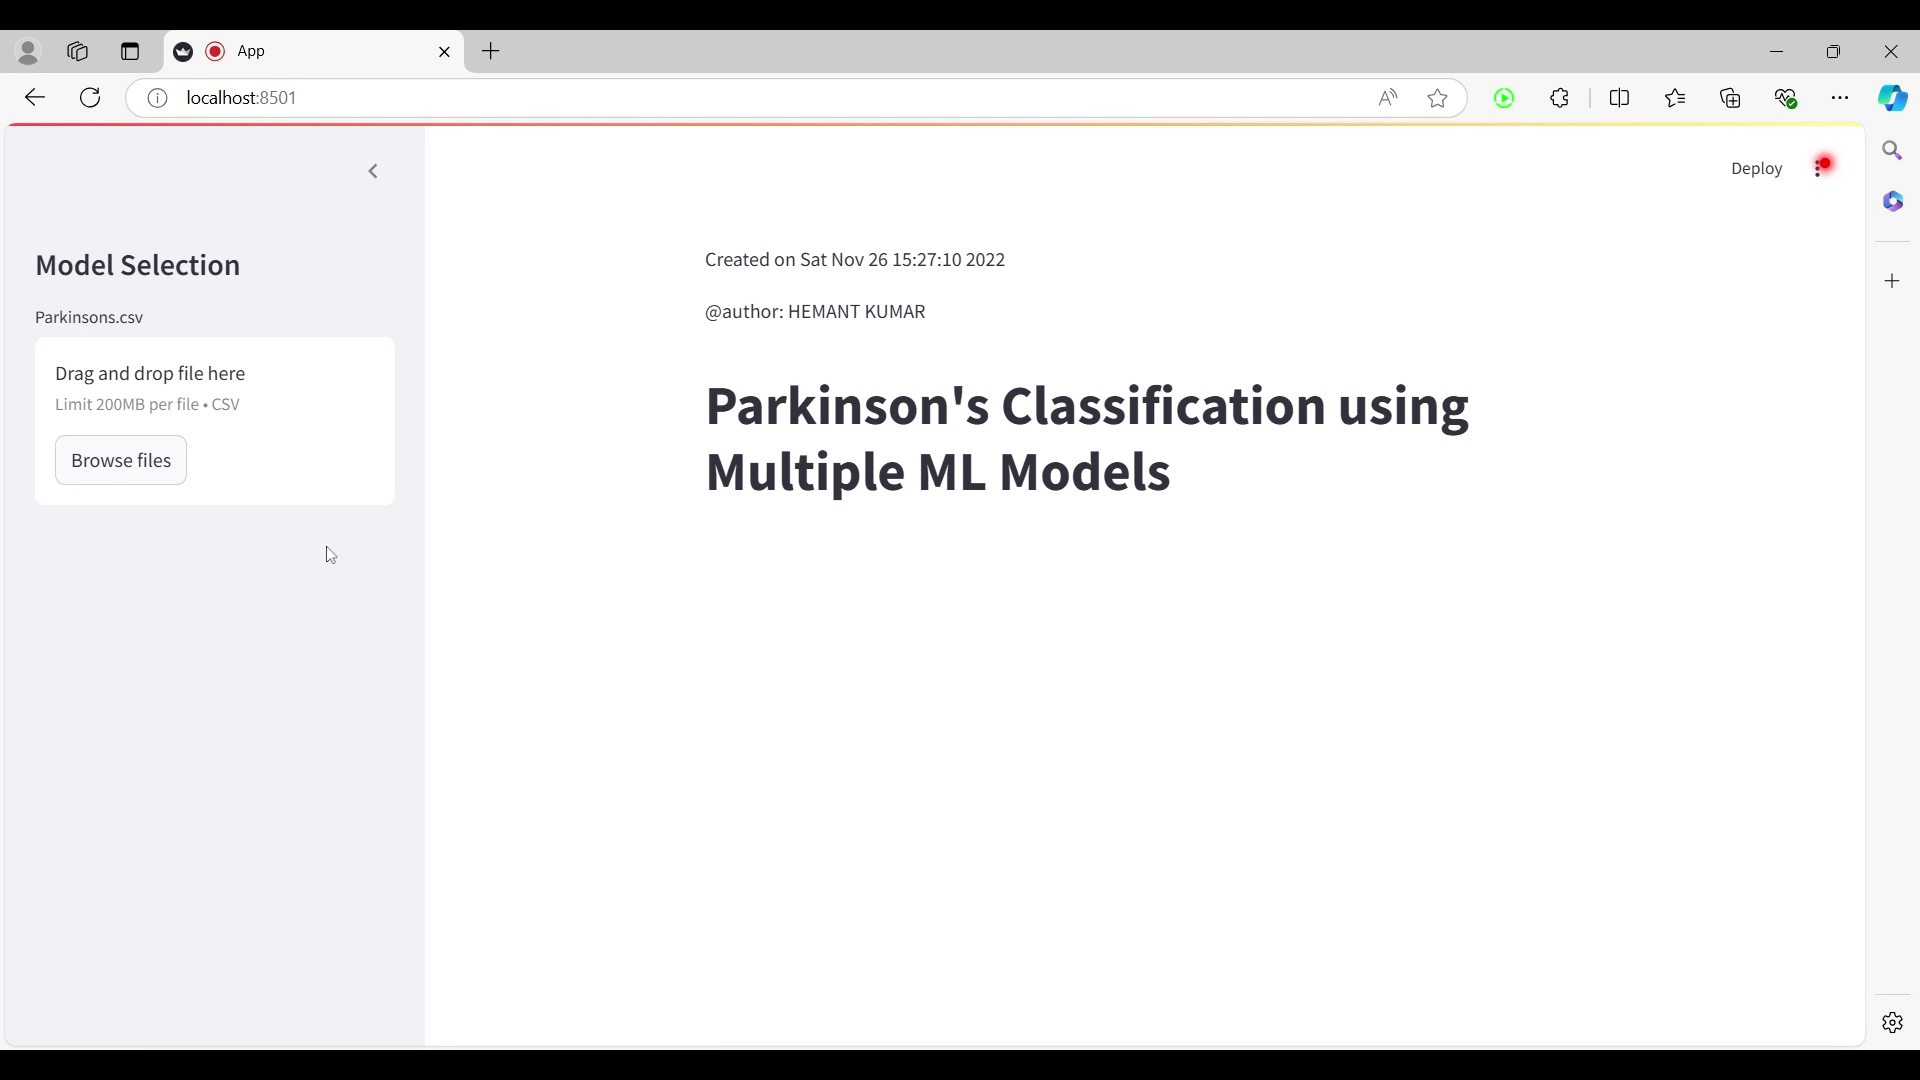 App
localhost:8501
Deploy
Model Selection
Parkinsons.csv
Drag and drop file here
Limit 200MB per file • CSV
Browse files
Created on Sat Nov 26 15:27:10 2022
@author: HEMANT KUMAR
Parkinson's Classification using
Multiple ML Models